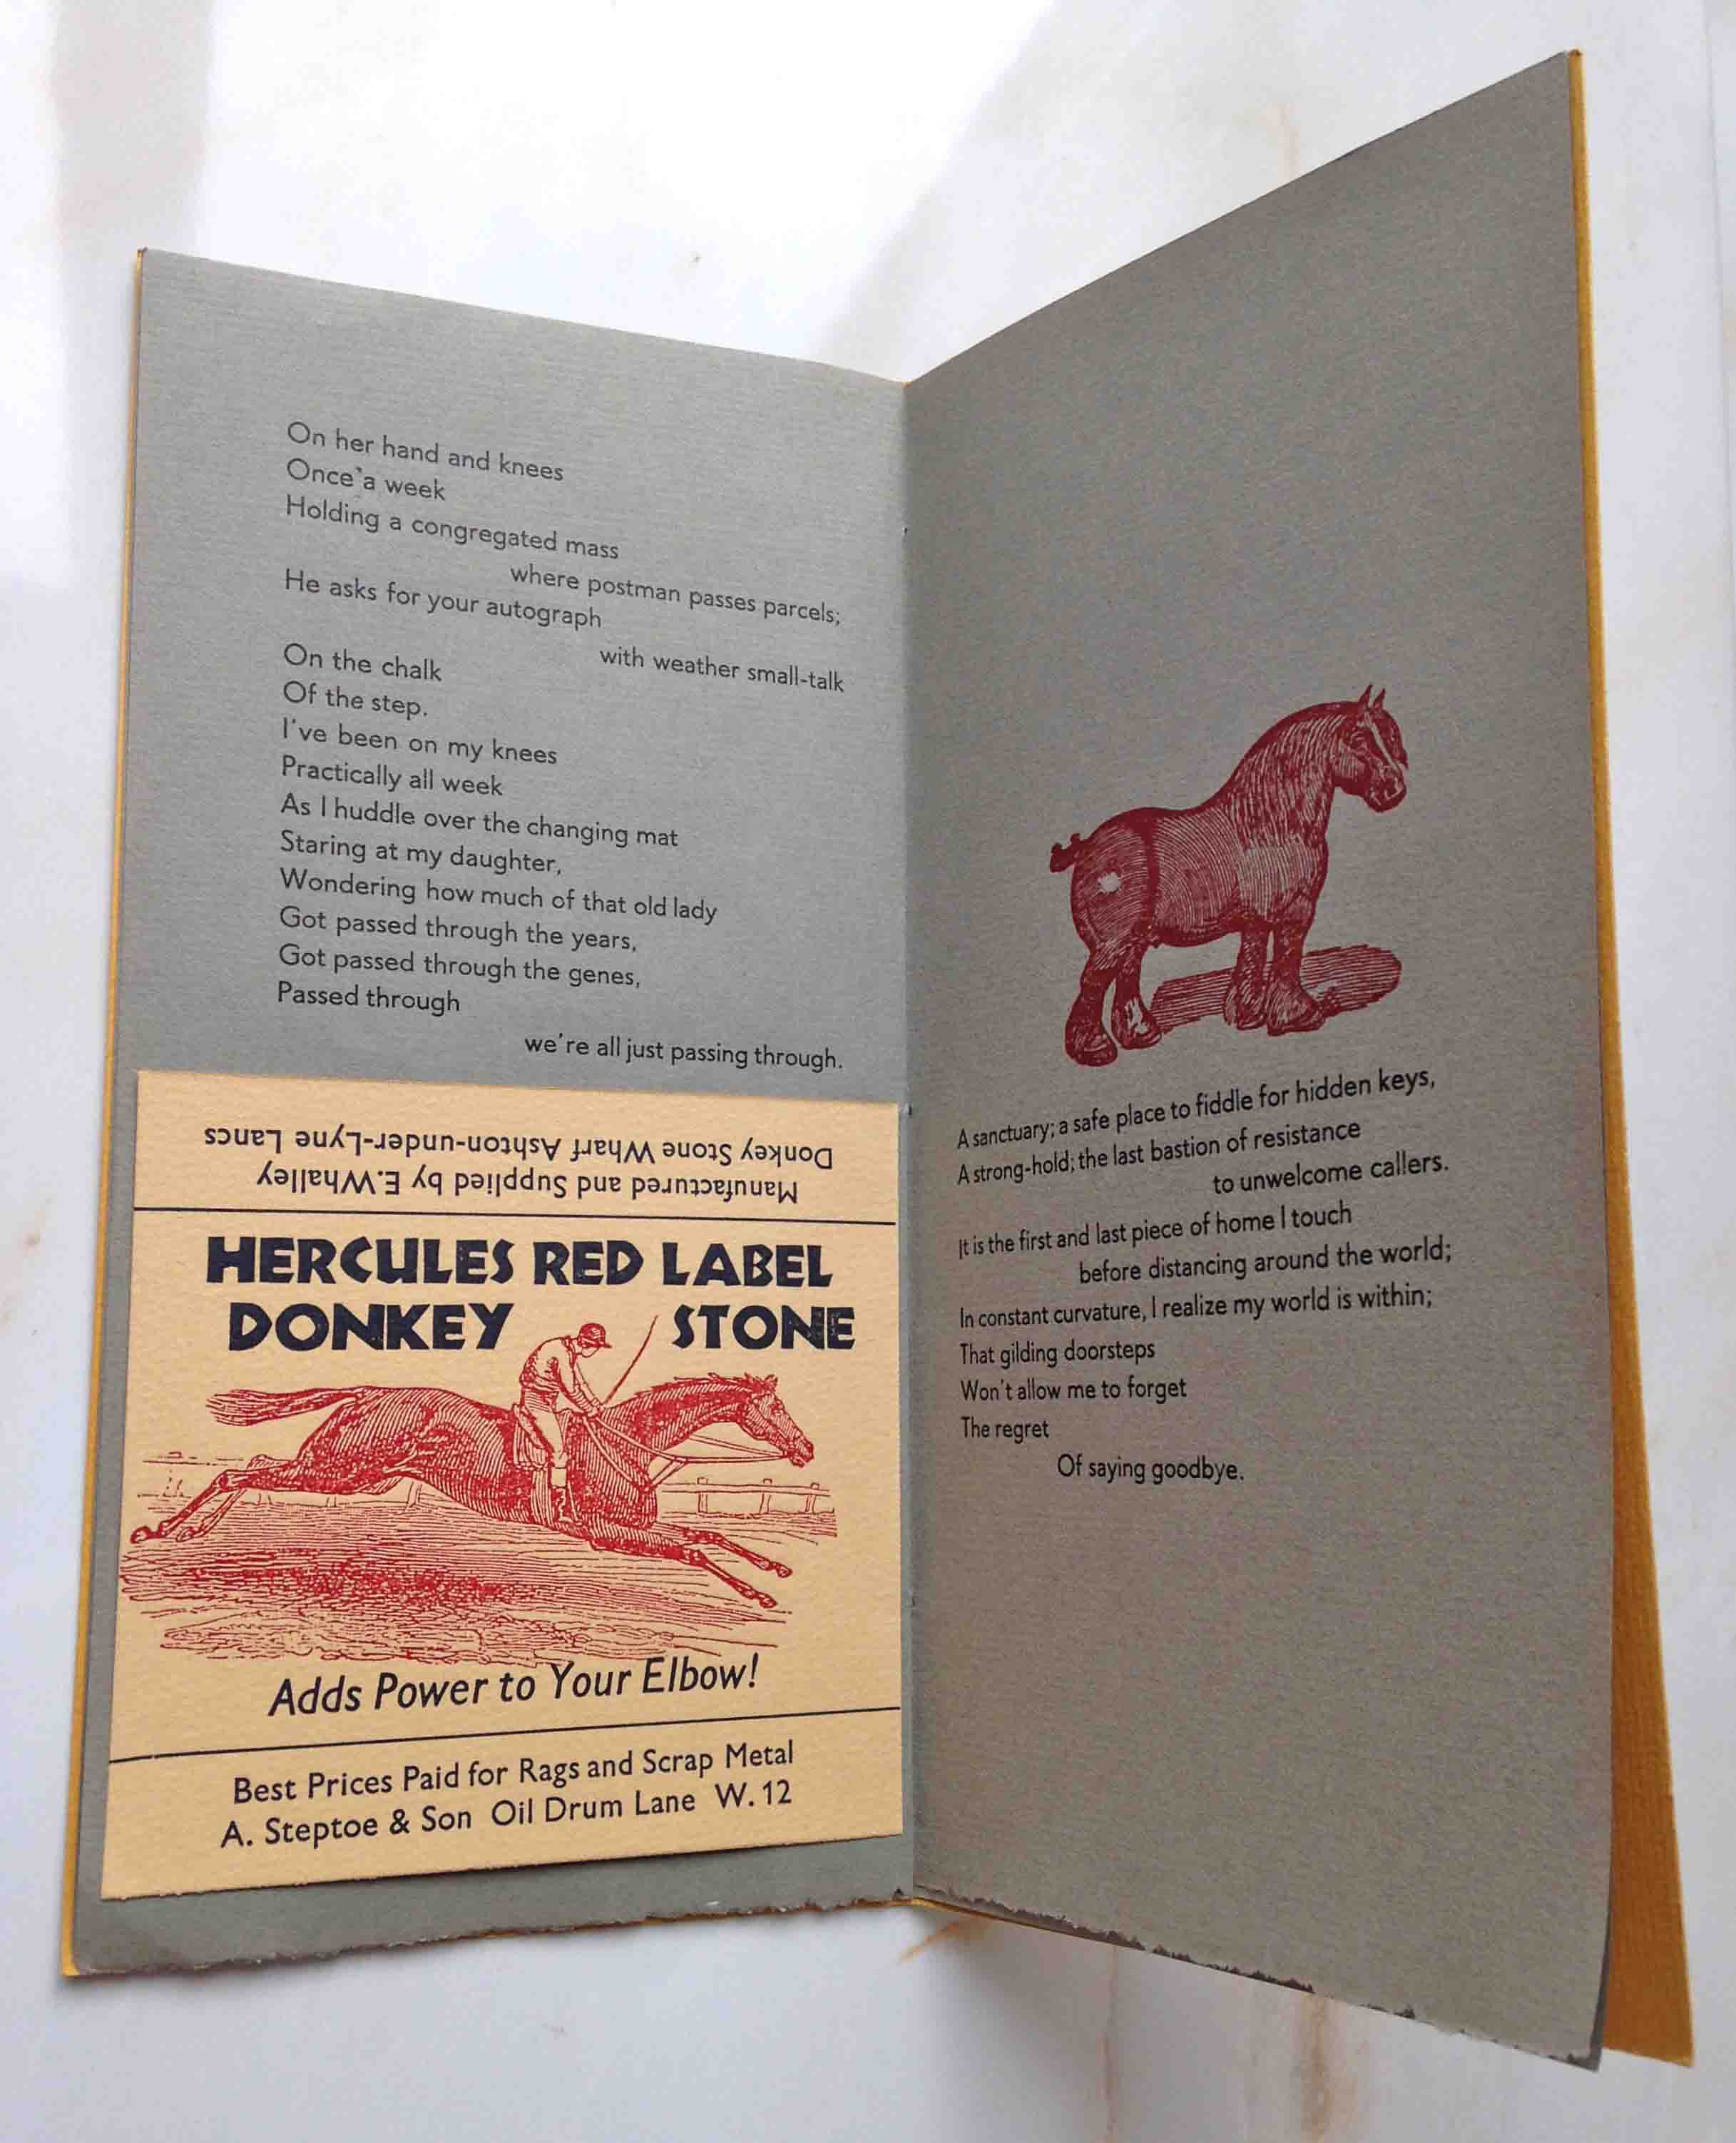 On her hand and knees
Once a week
Holding a congregated mass
where postman passes parcels;
He asks for your autograph
with weather small-talk
On the chalk
Of the step.
I've been on my knees
Practically all week
As I huddle over the changing mat
Staring at my daughter,
Wondering how much of that old lady
Got passed through the years,
Got passed through the genes,
Passed through
we're all just passing through.
Manufactured and Supplied by E.Whalley
Donkey Stone Wharf Ashton-under-Lyne Lancs
HERCULES RED LABEL
DONKEY STONE
Adds Power to Your Elbow!
Best Prices Paid for Rags and Scrap Metal
A. Steptoe & Son Oil Drum Lane W.12
A sanctuary; a safe place to fiddle for hidden keys,
A strong-hold; the last bastion of resistance
to unwelcome callers.
It is the first and last piece of home I touch
before distancing around the world;
In constant curvature, I realize my world is within;
That gilding doorsteps
Won't allow me to forget
The regret
Of saying goodbye.